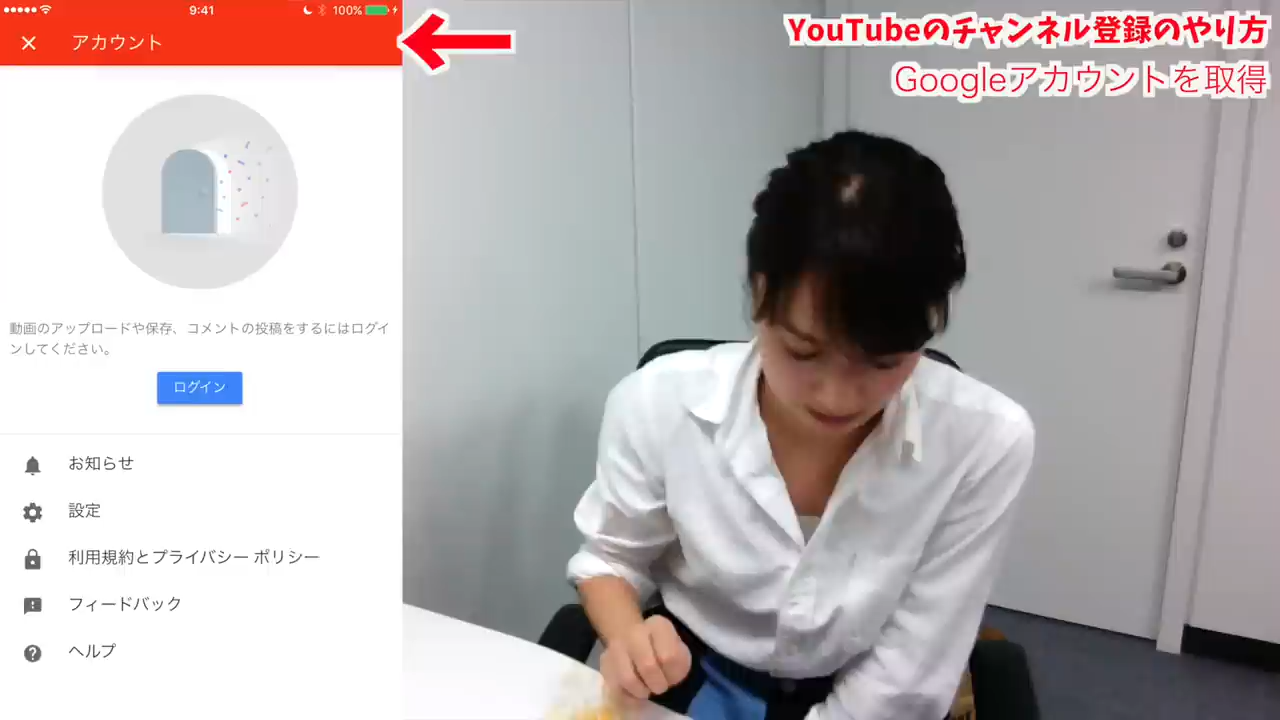 9:41
100%
アカウント
YouTubeのチャンネル登録のやり方
Googleアカウントを取得
動画のアップロードや保存、コメントの投稿をするにはログイ
ンしてください。
ログイン
お知らせ
設定
利用規約とプライバシー ポリシー
フィードバック
ヘルプ